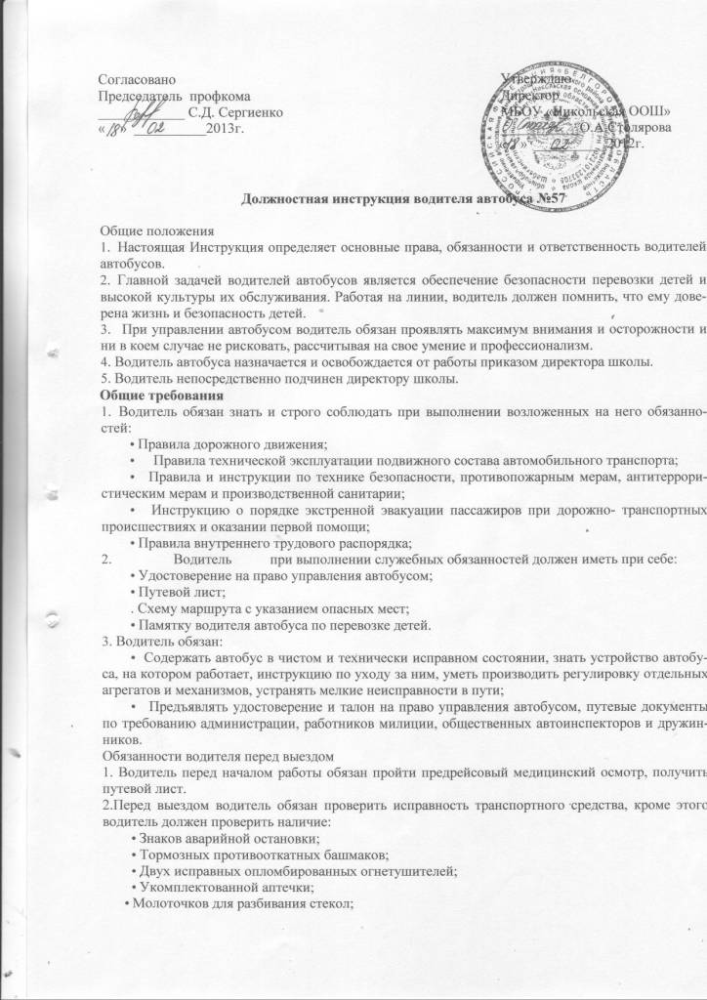 Согласовано
Утверждаю
Председатель профкома
Директор
____________ С.Д. Сергиенко
МБОУ «Никольская ООШ»
О.А.Столярова
«18» 02 2013г.
«18» 02 2012г.
Должностная инструкция водителя автобуса №57
Общие положения
1. Настоящая Инструкция определяет основные права, обязанности и ответственность водителей
автобусов.
2. Главной задачей водителей автобусов является обеспечение безопасности перевозки детей и
высокой культуры их обслуживания. Работая на линии, водитель должен помнить, что ему дове-
рена жизнь и безопасность детей.
3. При управлении автобусом водитель обязан проявлять максимум внимания и осторожности и
ни в коем случае не рисковать, рассчитывая на свое умение и профессионализм.
4. Водитель автобуса назначается и освобождается от работы приказом директора школы.
5. Водитель непосредственно подчинен директору школы.
Общие требования
1. Водитель обязан знать и строго соблюдать при выполнении возложенных на него обязанно-
стей:
• Правила дорожного движения;
• Правила технической эксплуатации подвижного состава автомобильного транспорта;
• Правила и инструкции по технике безопасности, противопожарным мерам, антитеррори-
стическим мерам и производственной санитарии;
• Инструкцию о порядке экстренной эвакуации пассажиров при дорожно- транспортных
происшествиях и оказании первой помощи;
• Правила внутреннего трудового распорядка;
2. Водитель при выполнении служебных обязанностей должен иметь при себе:
• Удостоверение на право управления автобусом;
• Путевой лист;
. Схему маршрута с указанием опасных мест;
• Памятку водителя автобуса по перевозке детей.
3. Водитель обязан:
• Содержать автобус в чистом и технически исправном состоянии, знать устройство автобу-
са, на котором работает, инструкцию по уходу за ним, уметь производить регулировку отдельных
агрегатов и механизмов, устранять мелкие неисправности в пути;
• Предъявлять удостоверение и талон на право управления автобусом, путевые документы
по требованию администрации, работников милиции, общественных автоинспекторов и дружин-
ников.
Обязанности водителя перед выездом
1. Водитель перед началом работы обязан пройти предрейсовый медицинский осмотр, получить
путевой лист.
2.Перед выездом водитель обязан проверить исправность транспортного средства, кроме этого
водитель должен проверить наличие:
• Знаков аварийной остановки;
• Тормозных противооткатных башмаков;
• Двух исправных опломбированных огнетушителей;
• Укомплектованной аптечки;
• Молоточков для разбивания стекол;